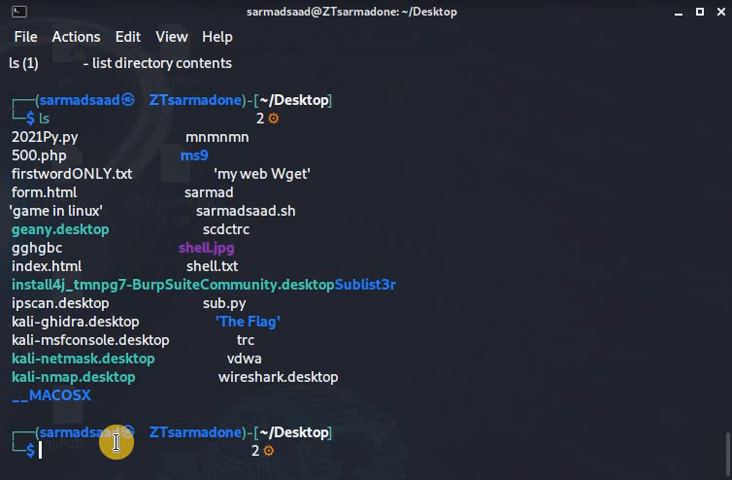 sarmadsaad@ZTsarmadone: ~/Desktop
File Actions Edit View Help
ls (1) - list directory contents
┌──(sarmadsaad㉿ ZTsarmadone)-[~/Desktop]
└─$ ls 2⚙
2021Py.py mnmnmn
500.php ms9
firstwordONLY.txt 'my web Wget'
form.html sarmad
'game in linux' sarmadsaad.sh
geany.desktop scdctrc
gghgbc shell.jpg
index.html shell.txt
install4j_tmnpg7-BurpSuiteCommunity.desktopSublist3r
ipscan.desktop sub.py
kali-ghidra.desktop 'The Flag'
kali-msfconsole.desktop trc
kali-netmask.desktop vdwa
kali-nmap.desktop wireshark.desktop
__MACOSX
┌──(sarmadsaad㉿ ZTsarmadone)-[~/Desktop]
└─$ 2⚙